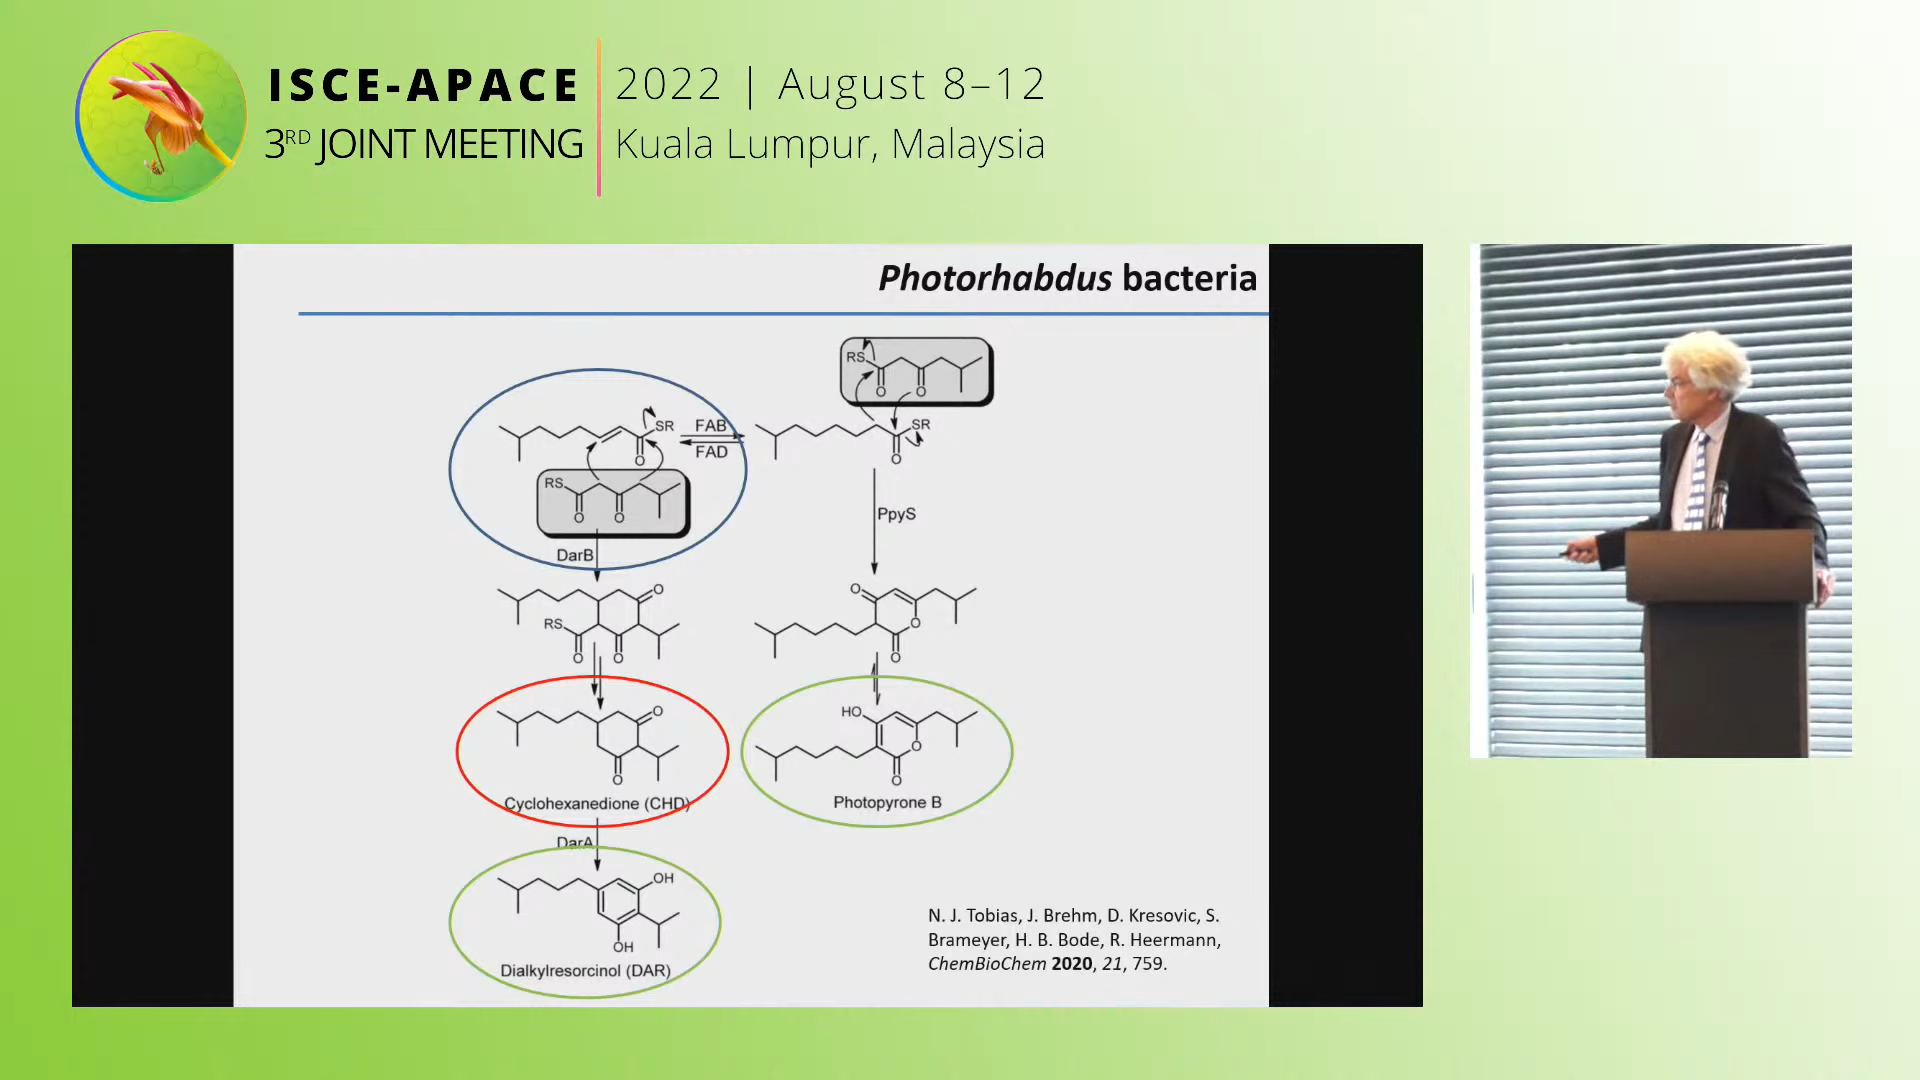 ISCE-APACE
3RD JOINT MEETING
2022 | August 8–12
Kuala Lumpur, Malaysia
Photorhabdus bacteria
RS
O
O
SR
O
FAB
FAD
SR
O
RS
O
O
DarB
PpyS
O
RS
O
O
O
O
O
Cyclohexanedione (CHD)
O
O
HO
O
O
Photopyrone B
DarA
OH
OH
Dialkylresorcinol (DAR)
N. J. Tobias, J. Brehm, D. Kresovic, S.
Brameyer, H. B. Bode, R. Heermann,
ChemBioChem 2020, 21, 759.